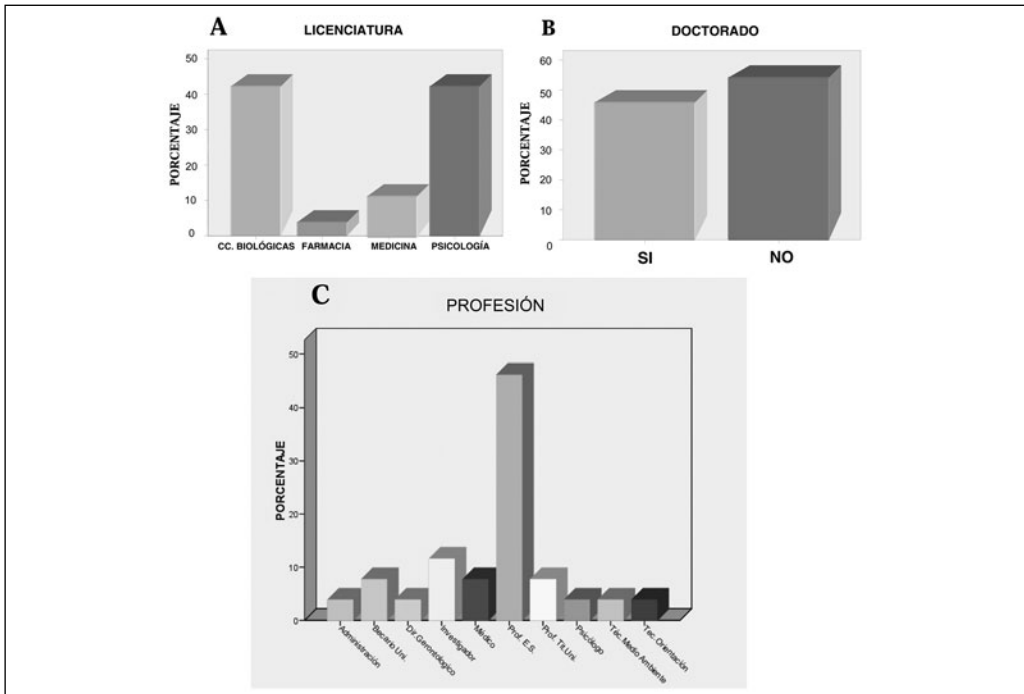 A
LICENCIATURA
PORCENTAJE
50
40
30
20
10
0
CC. BIOLÓGICAS FARMACIA MEDICINA PSICOLOGÍA
B
DOCTORADO
PORCENTAJE
60
50
40
30
20
10
0
SI NO
C
PROFESIÓN
PORCENTAJE
50
40
30
20
10
0
Administración
Becario Uni.
Dir.Gerontologico
Investigador
Médico
Prof. E.S.
Prof. Tit.Uni.
Psicólogo
Téc. Medio Ambiente
Tec. Orientación